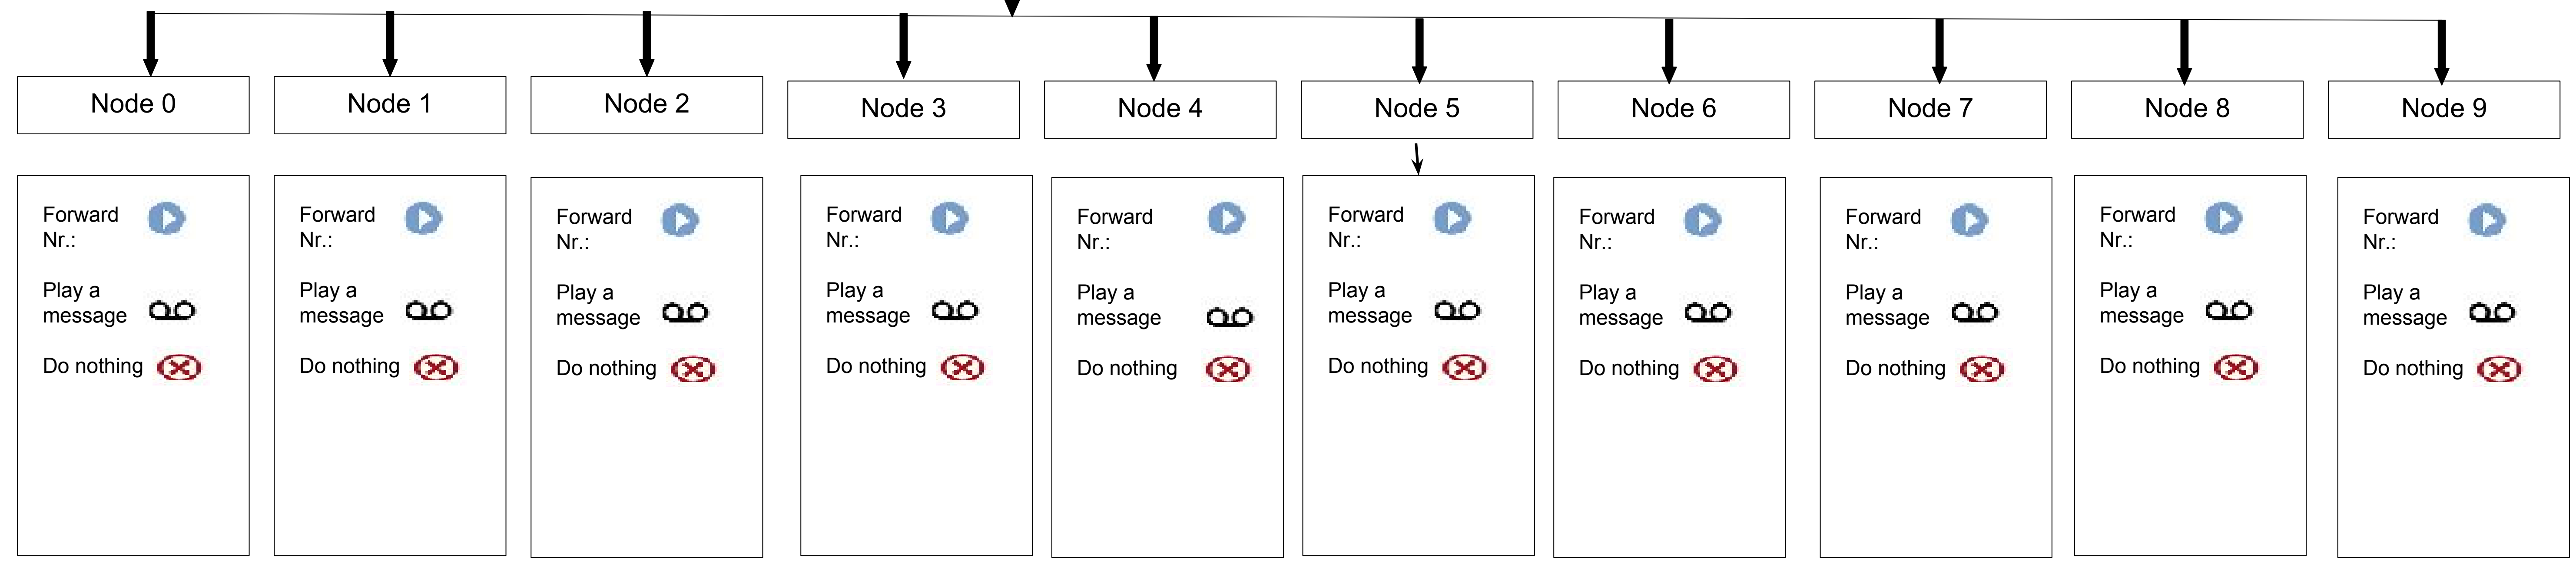 Node 0
Node 1
Node 2
Node 3
Node 4
Node 5
Node 6
Node 7
Node 8
Node 9
Forward
Nr.:
Play a
message
Do nothing
Forward
Nr.:
Play a
message
Do nothing
Forward
Nr.:
Play a
message
Do nothing
Forward
Nr.:
Play a
message
Do nothing
Forward
Nr.:
Play a
message
Do nothing
Forward
Nr.:
Play a
message
Do nothing
Forward
Nr.:
Play a
message
Do nothing
Forward
Nr.:
Play a
message
Do nothing
Forward
Nr.:
Play a
message
Do nothing
Forward
Nr.:
Play a
message
Do nothing